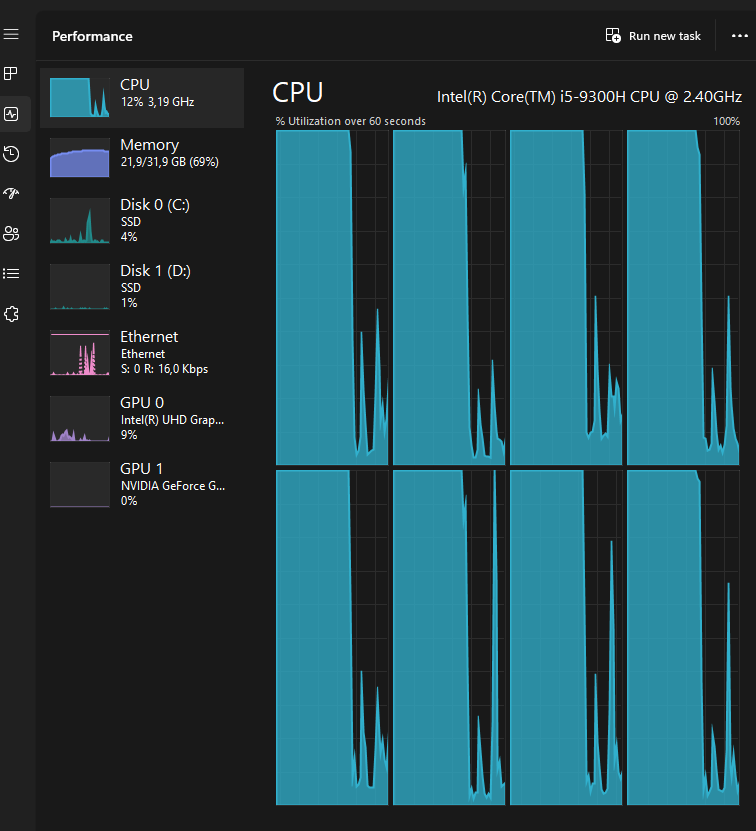 Performance
Run new task
CPU
12% 3,19 GHz
Memory
21,9/31,9 GB (69%)
Disk 0 (C:)
SSD
4%
Disk 1 (D:)
SSD
1%
Ethernet
Ethernet
S: 0 R: 16,0 Kbps
GPU 0
Intel(R) UHD Grap...
9%
GPU 1
NVIDIA GeForce G...
0%
CPU
Intel(R) Core(TM) i5-9300H CPU @ 2.40GHz
% Utilization over 60 seconds
100%